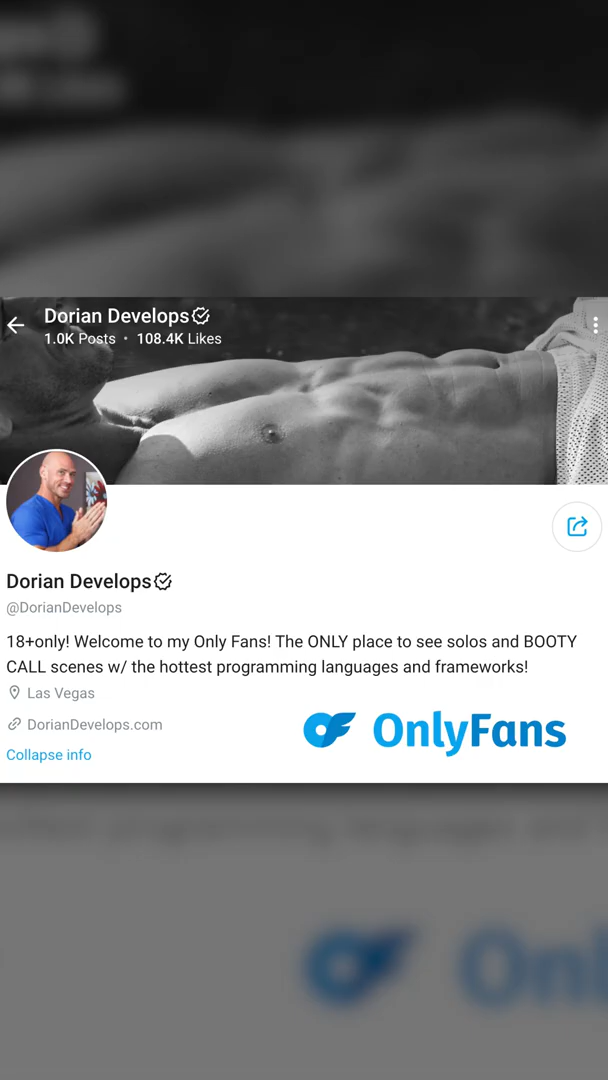 Dorian Develops
1.0K Posts • 108.4K Likes
Dorian Develops
@DorianDevelops
18+only! Welcome to my Only Fans! The ONLY place to see solos and BOOTY
CALL scenes w/ the hottest programming languages and frameworks!
Las Vegas
DorianDevelops.com
OnlyFans
Collapse info